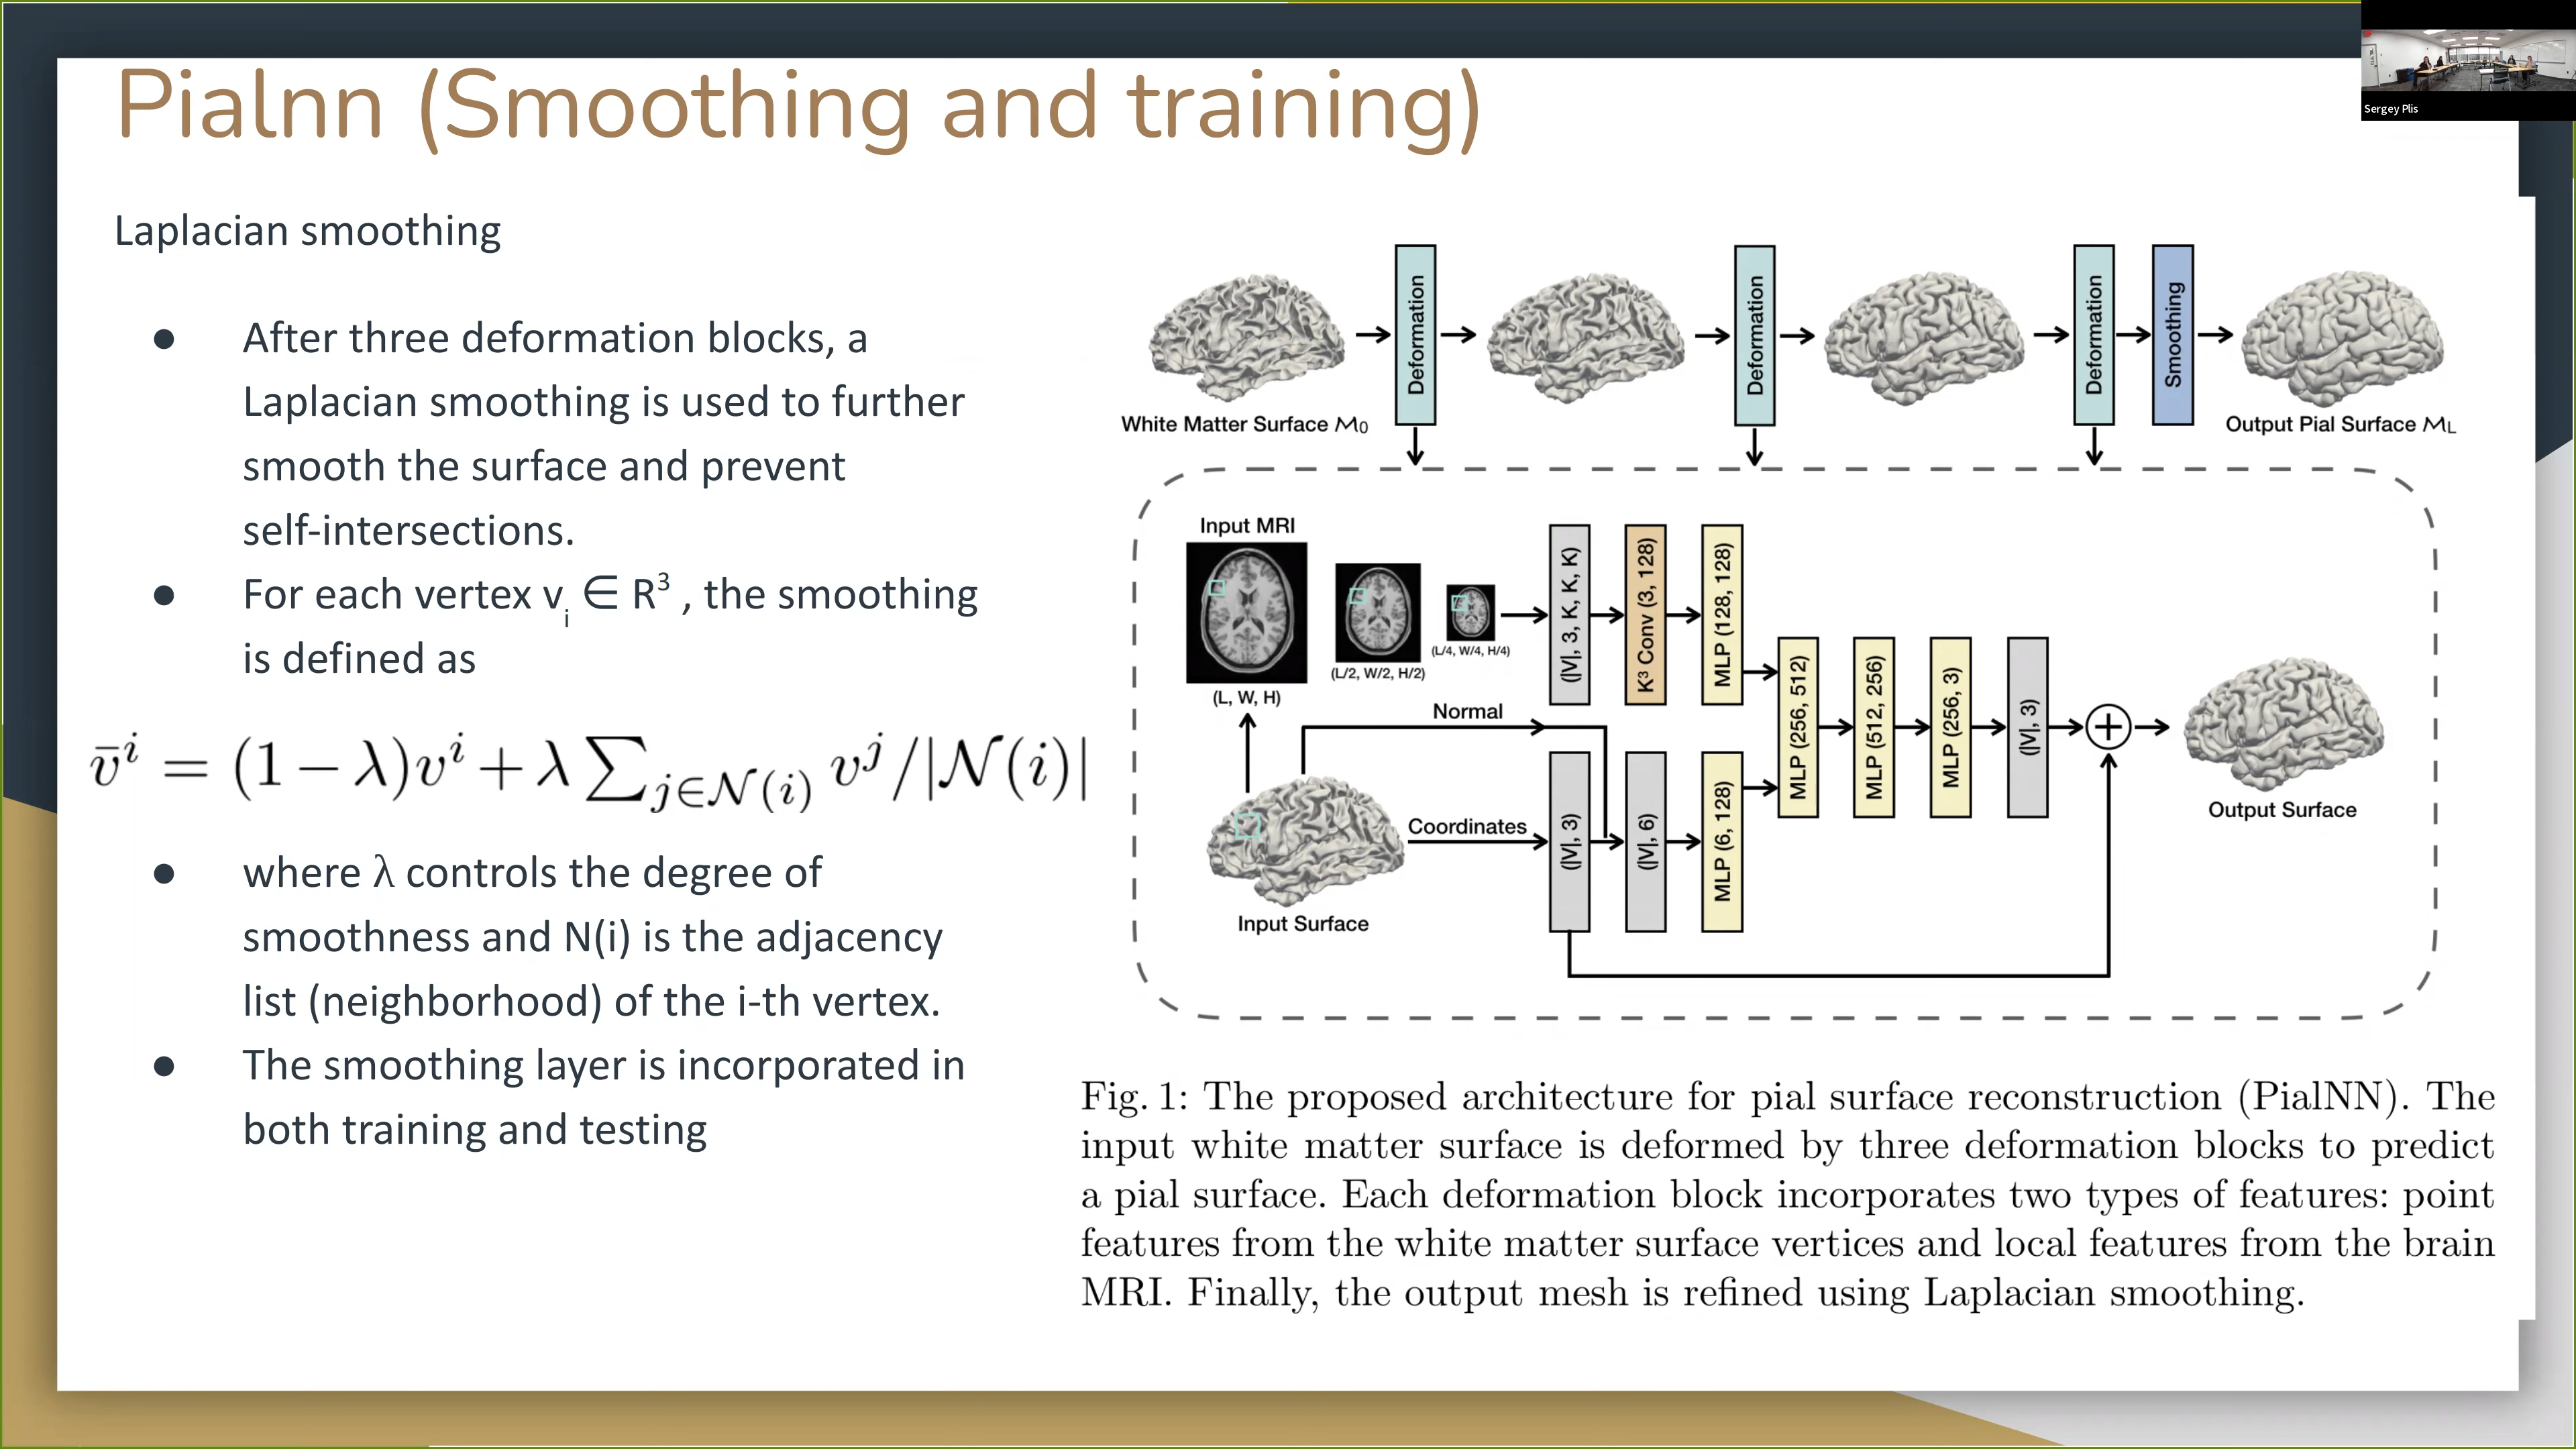 Pialnn (Smoothing and training)
Sergey Plis
Laplacian smoothing
● After three deformation blocks, a
Laplacian smoothing is used to further
smooth the surface and prevent
self-intersections.
● For each vertex vᵢ ∈ R³ , the smoothing
is defined as
v̄ⁱ = (1 − λ)vⁱ + λ ∑_{j∈𝒩(i)} vʲ/|𝒩(i)|
● where λ controls the degree of
smoothness and N(i) is the adjacency
list (neighborhood) of the i-th vertex.
● The smoothing layer is incorporated in
both training and testing
White Matter Surface M₀
Deformation
Deformation
Deformation
Smoothing
Output Pial Surface M_L
Input MRI
(L, W, H)
(L/2, W/2, H/2)
(L/4, W/4, H/4)
(|V|, 3, K, K, K)
K³ Conv (3, 128)
MLP (128, 128)
Normal
Coordinates
Input Surface
(|V|, 3)
(|V|, 6)
MLP (6, 128)
MLP (256, 512)
MLP (512, 256)
MLP (256, 3)
(|V|, 3)
+
Output Surface
Fig. 1: The proposed architecture for pial surface reconstruction (PialNN). The
input white matter surface is deformed by three deformation blocks to predict
a pial surface. Each deformation block incorporates two types of features: point
features from the white matter surface vertices and local features from the brain
MRI. Finally, the output mesh is refined using Laplacian smoothing.